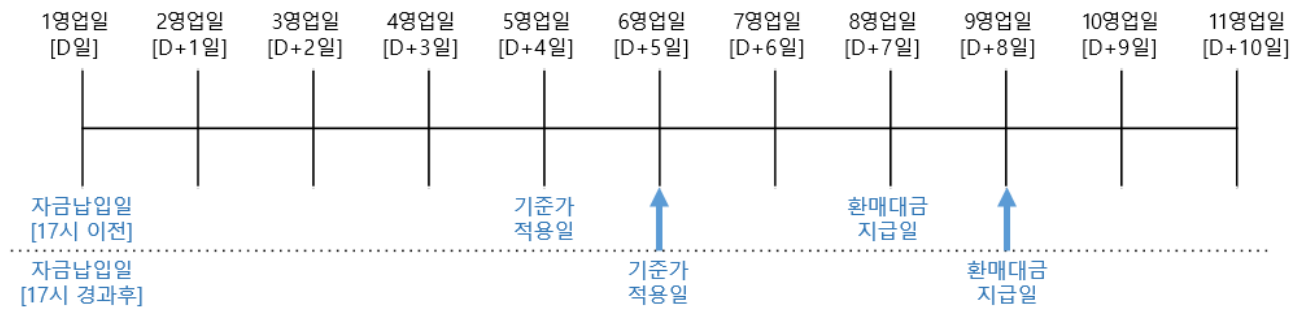 1영업일 2영업일 3영업일 4영업일 5영업일 6영업일 7영업일 8영업일 9영업일 10영업일 11영업일
[D일] [D+1일] [D+2일] [D+3일] [D+4일] [D+5일] [D+6일] [D+7일] [D+8일] [D+9일] [D+10일]
자금납입일 기준가 환매대금
[17시 이전] 적용일 지급일
자금납입일 기준가 환매대금
[17시 경과후] 적용일 지급일